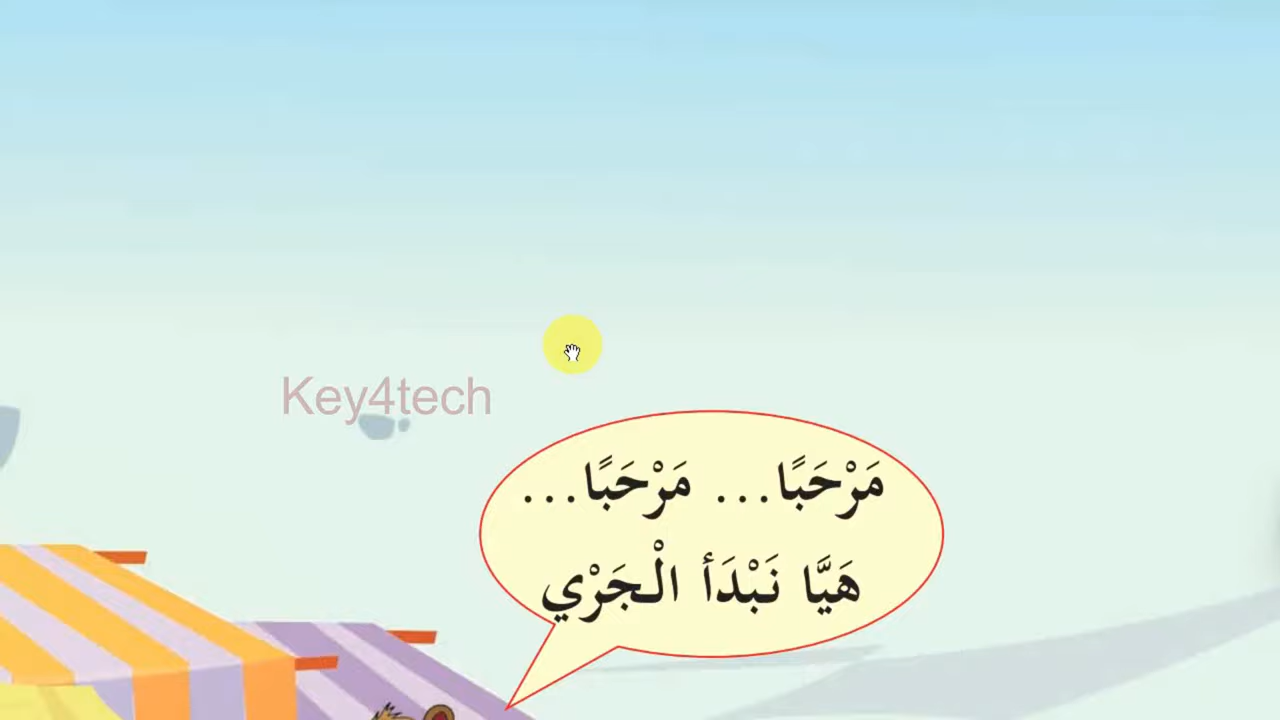 Key4tech
مَرْحَبًا... مَرْحَبًا...
هَيَّا نَبْدَأ الْجَرْي